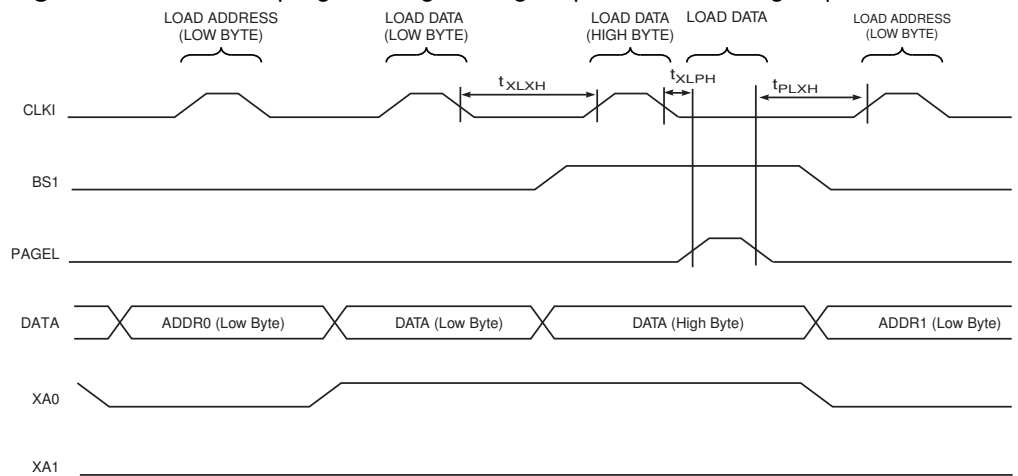 LOAD ADDRESS
(LOW BYTE)
LOAD DATA
(LOW BYTE)
LOAD DATA
(HIGH BYTE)
LOAD DATA
LOAD ADDRESS
(LOW BYTE)
tXLXH
tXLPH
tPLXH
CLKI
BS1
PAGEL
DATA
ADDR0 (Low Byte)
DATA (Low Byte)
DATA (High Byte)
ADDR1 (Low Byte)
XA0
XA1